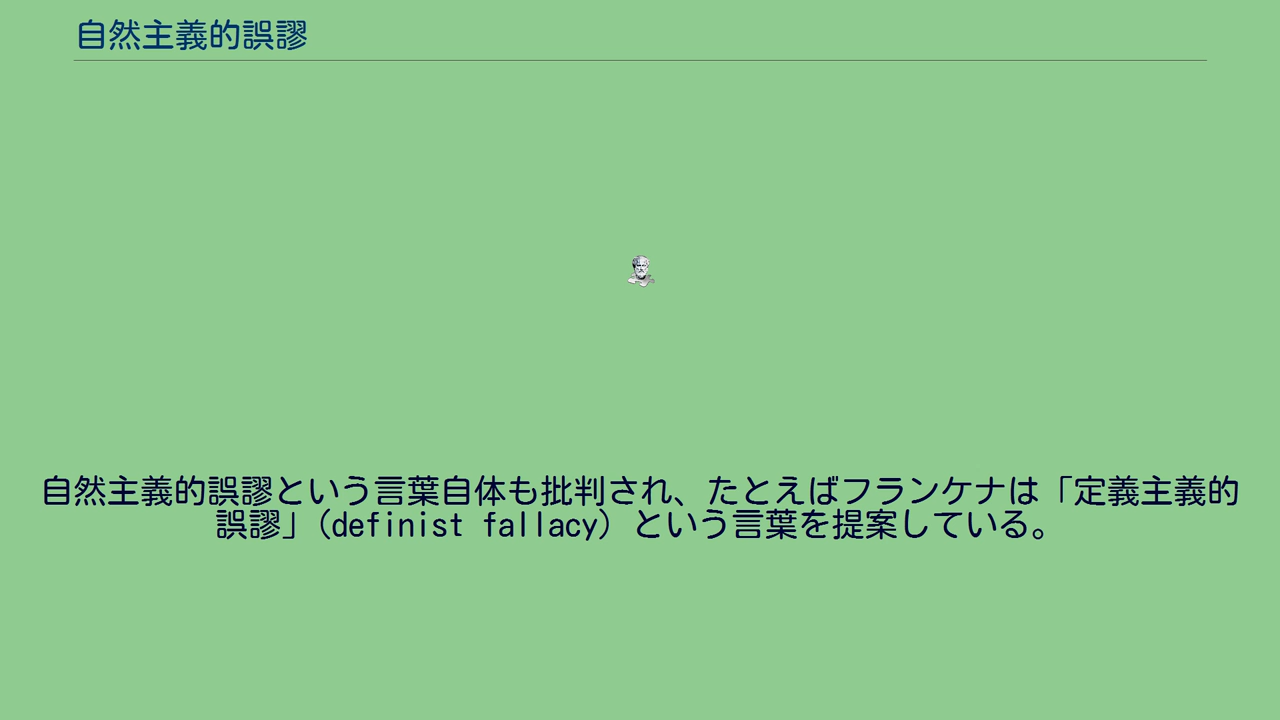 自然主義的誤謬
自然主義的誤謬という言葉自体も批判され、たとえばフランケナは「定義主義的
誤謬」(definist fallacy) という言葉を提案している。